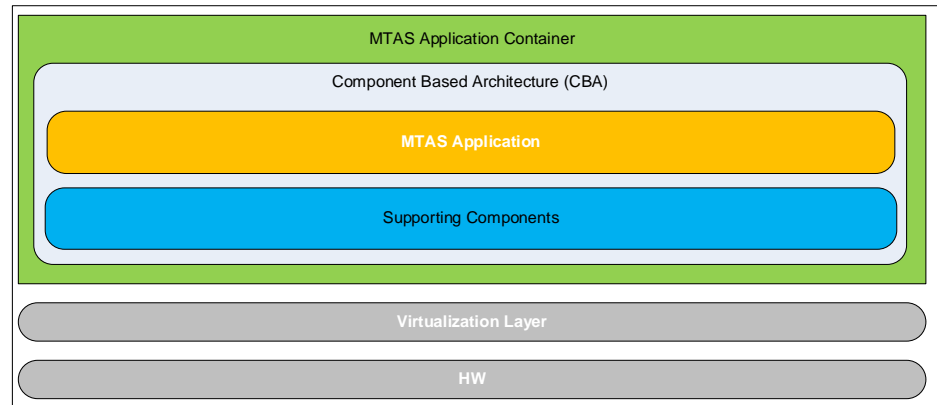 MTAS Application Container
Component Based Architecture (CBA)
MTAS Application
Supporting Components
Virtualization Layer
HW